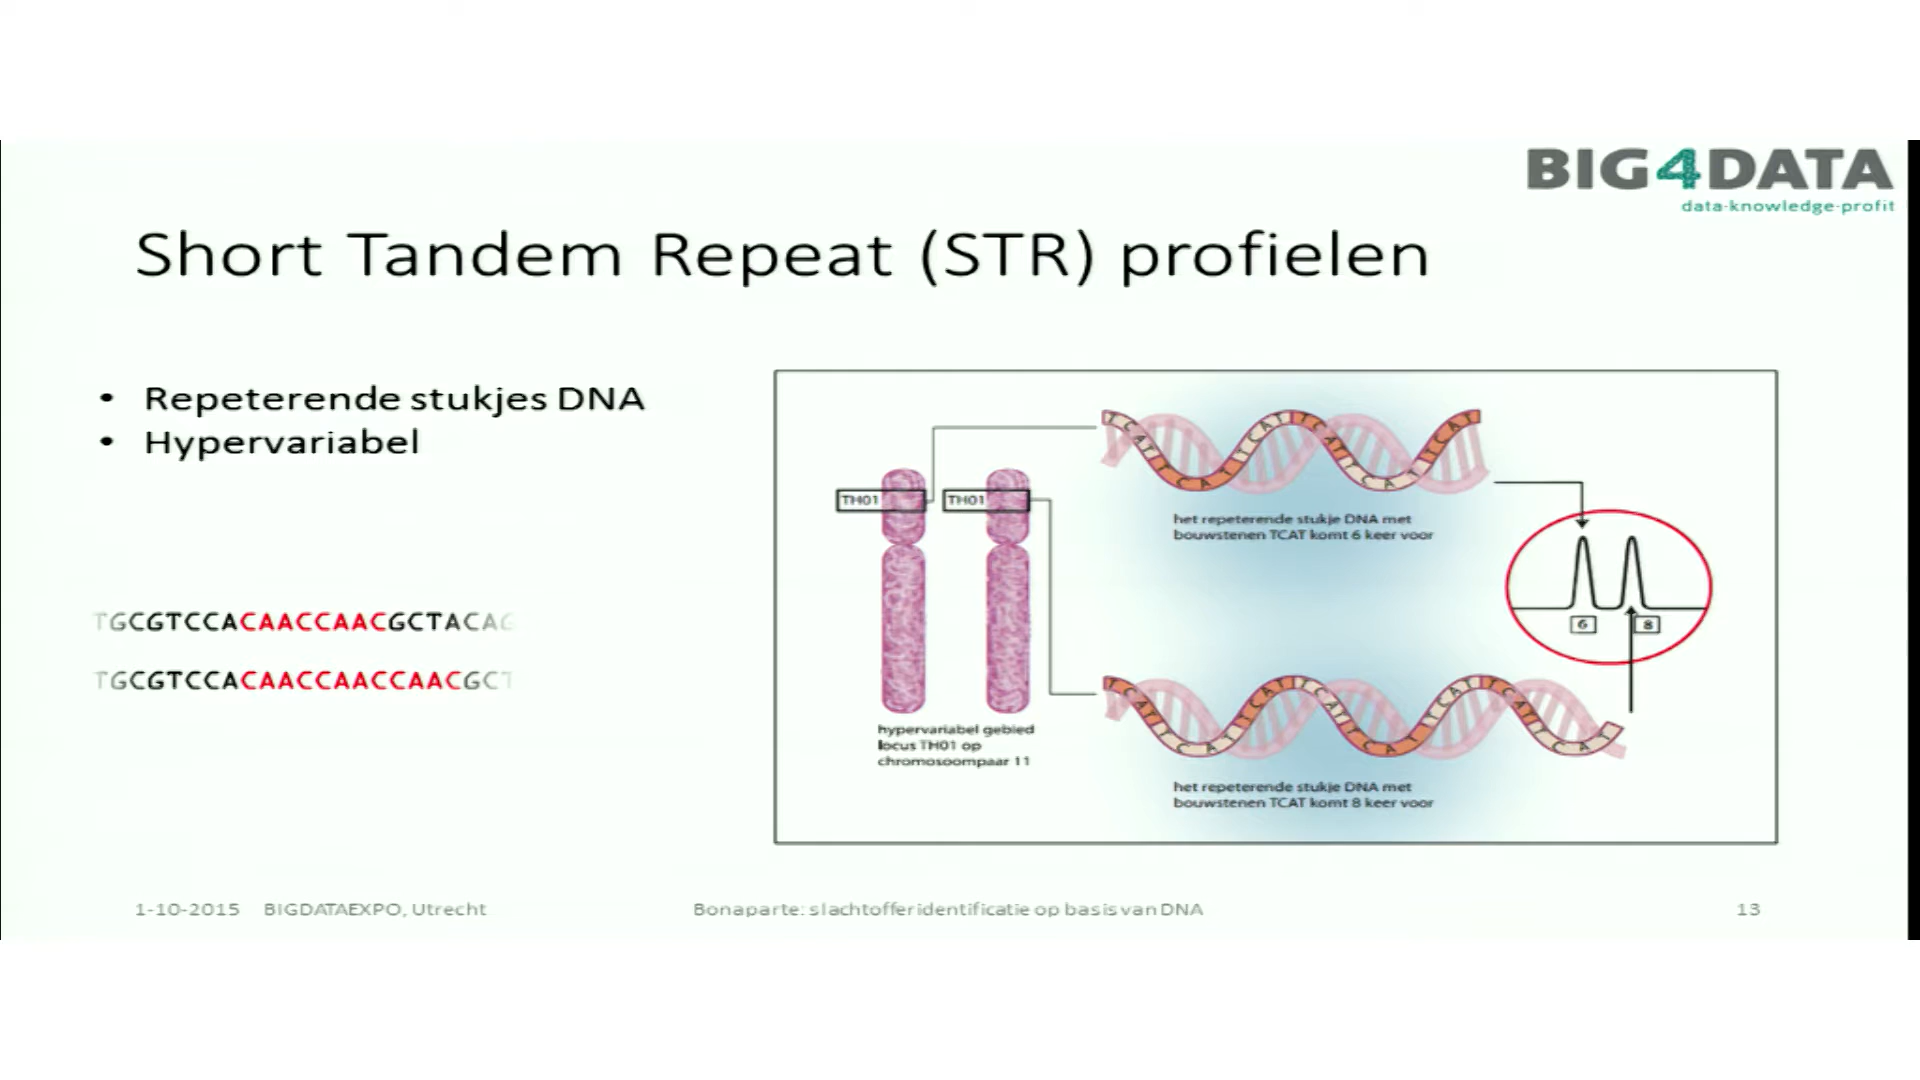 BIG4DATA
data-knowledge-profit
Short Tandem Repeat (STR) profielen
• Repeterende stukjes DNA
• Hypervariabel
TGCGTCCACAACCAACGCTACAG
TGCGTCCACAACCAACCAACGCT
TH01
TH01
hypervariabel gebied
locus TH01 op
chromosoompaar 11
TCATTCATTCATTCATTCATTCAT
het repeterende stukje DNA met
bouwstenen TCAT komt 6 keer voor
6
8
TCATTCATTCATTCATTCATTCATTCATTCAT
het repeterende stukje DNA met
bouwstenen TCAT komt 8 keer voor
1-10-2015 BIGDATAEXPO, Utrecht
Bonaparte: slachtofferidentificatie op basis van DNA
13